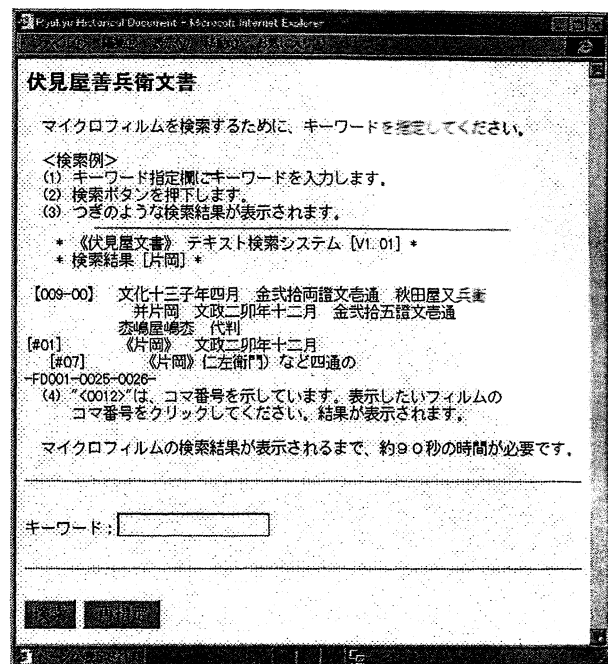 Ryukyu Historical Document - Microsoft Internet Explorer
伏見屋善兵衛文書
マイクロフィルムを検索するために、キーワードを指定してください。
＜検索例＞
(1) キーワード指定欄にキーワードを入力します。
(2) 検索ボタンを押下します。
(3) つぎのような検索結果が表示されます。
* 《伏見屋文書》 テキスト検索システム [V1.01] *
* 検索結果 [片岡] *
【009-00】 文化十三子年四月 金弐拾両證文壱通 秋田屋又兵衛
并片岡 文政二卯年十二月 金弐拾五證文壱通
嶋屋嶋 代判
[#01] 《片岡》 文政二卯年十二月
[#07] 《片岡》(仁左衛門) など四通の
-FD001-0025-0026-
(4) "<0012>"は、コマ番号を示しています。表示したいフィルムの
コマ番号をクリックしてください。結果が表示されます。
マイクロフィルムの検索結果が表示されるまで、約９０秒の時間が必要です。
キーワード：